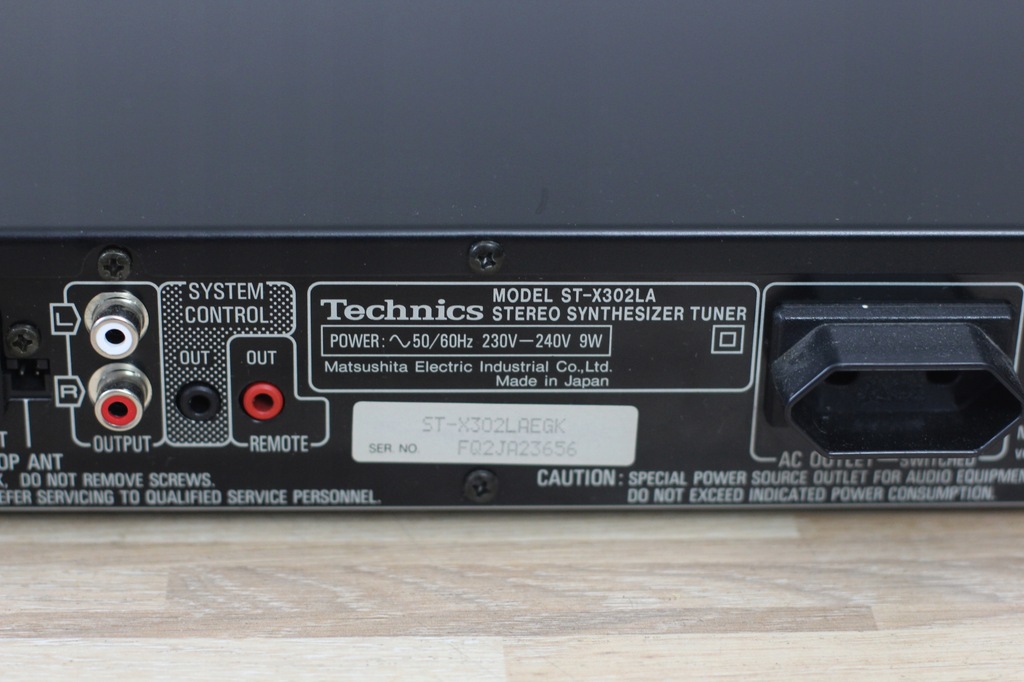 L
R
OUTPUT
SYSTEM
CONTROL
OUT
OUT
REMOTE
Technics
MODEL ST-X302LA
STEREO SYNTHESIZER TUNER
POWER: ∿50/60Hz 230V—240V 9W
Matsushita Electric Industrial Co.,Ltd.
Made in Japan
ST-X302LAEGK
SER NO. FQ2JA23656
AC OUTLET—SWITCHED
OP ANT
DO NOT REMOVE SCREWS.
EFER SERVICING TO QUALIFIED SERVICE PERSONNEL.
CAUTION: SPECIAL POWER SOURCE OUTLET FOR AUDIO EQUIPMEN
DO NOT EXCEED INDICATED POWER CONSUMPTION.